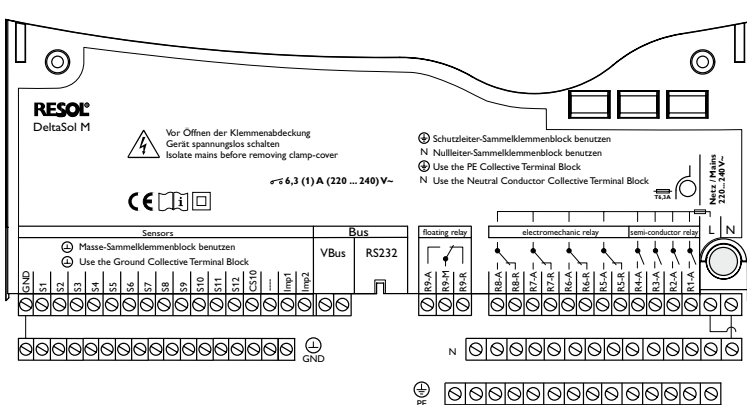 RESOL®
DeltaSol M
Vor Öffnen der Klemmenabdeckung
Gerät spannungslos schalten
Isolate mains before removing clamp-cover
6,3 (1) A (220 ... 240) V~
CE
i
Schutzleiter-Sammelklemmenblock benutzen
N Nullleiter-Sammelklemmenblock benutzen
Use the PE Collective Terminal Block
N Use the Neutral Conductor Collective Terminal Block
T6,3A
Netz / Mains
220...240 V~
Sensors
Masse-Sammelklemmenblock benutzen
Use the Ground Collective Terminal Block
Bus
VBus
RS232
floating relay
electromechanic relay
semi-conductor relay
L N
GND S1 S2 S3 S4 S5 S6 S7 S8 S9 S10 S11 S12 CS10 ---- Imp1 Imp2
R9-A R9-M R9-R
R8-A R8-R R7-A R7-R R6-A R6-R R5-A R5-R R4-A R3-A R2-A R1-A
GND
N
PE